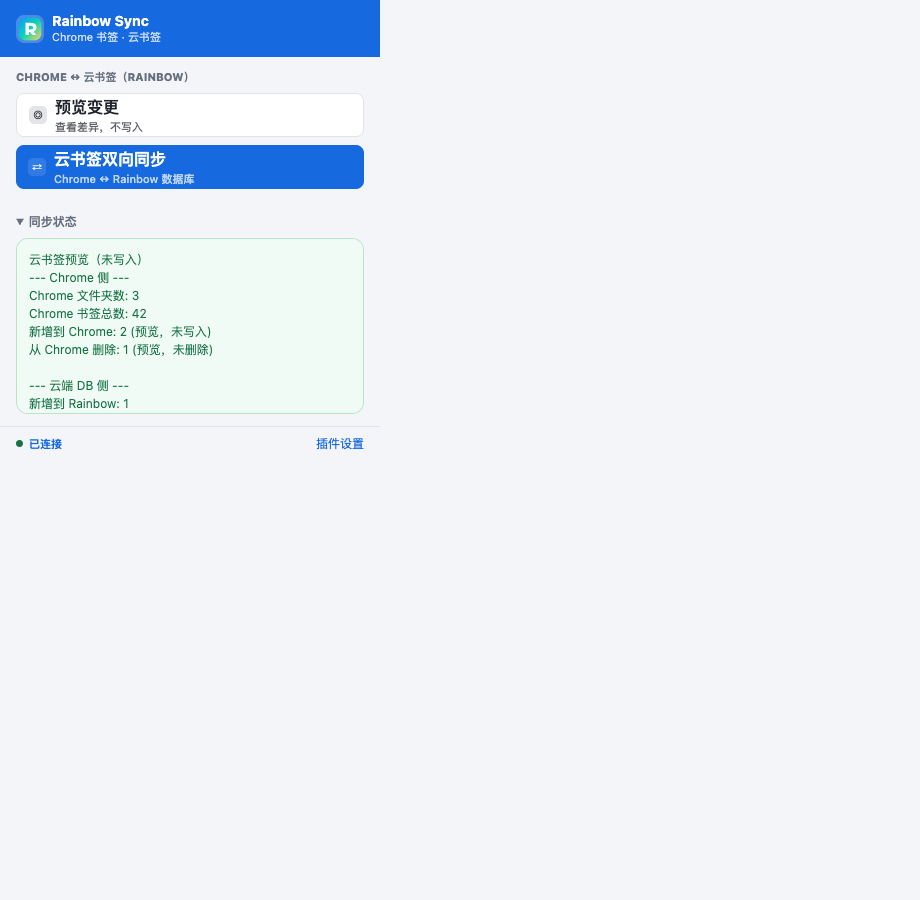 R
Rainbow Sync
Chrome 书签 · 云书签
CHROME ↔ 云书签（RAINBOW）
预览变更
查看差异，不写入
云书签双向同步
Chrome ↔ Rainbow 数据库
▼ 同步状态
云书签预览（未写入）
--- Chrome 侧 ---
Chrome 文件夹数: 3
Chrome 书签总数: 42
新增到 Chrome: 2 (预览，未写入)
从 Chrome 删除: 1 (预览，未删除)
--- 云端 DB 侧 ---
新增到 Rainbow: 1
已连接
插件设置